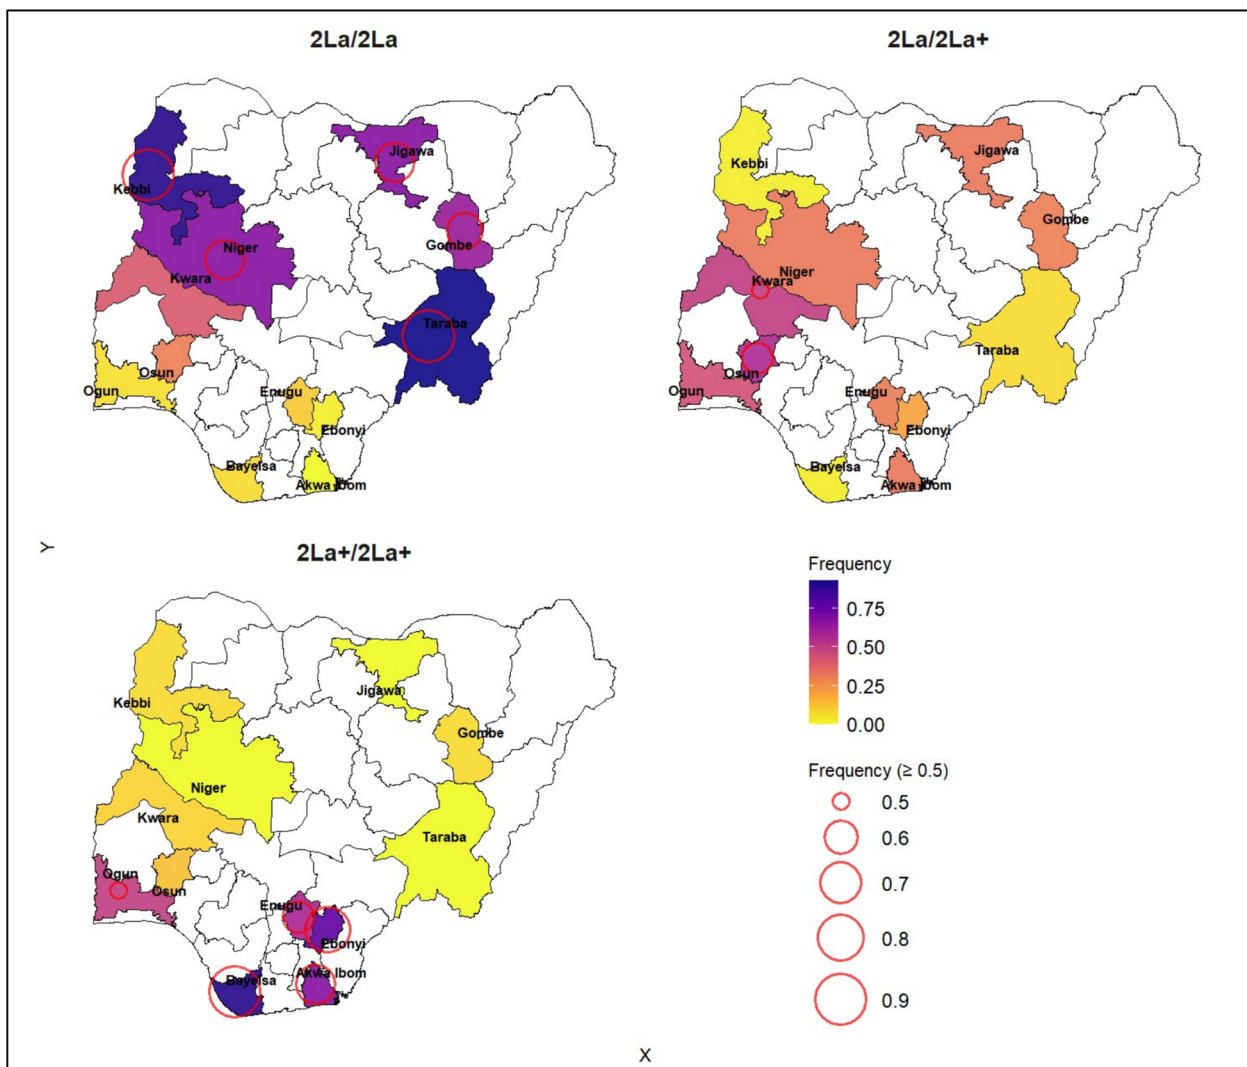 2La/2La
2La/2La+
Jigawa
Kebbi
Gombe
Niger
Kwara
Taraba
Osun
Ogun
Enugu
Ebonyi
Bayelsa
Akwa Ibom
Jigawa
Kebbi
Gombe
Niger
Kwara
Taraba
Osun
Ogun
Enugu
Ebonyi
Bayelsa
Akwa Ibom
Y
2La+/2La+
Jigawa
Kebbi
Gombe
Niger
Kwara
Taraba
Ogun
Osun
Enugu
Ebonyi
Akwa Ibom
Bayelsa
Frequency
0.75
0.50
0.25
0.00
Frequency (≥ 0.5)
0.5
0.6
0.7
0.8
0.9
X